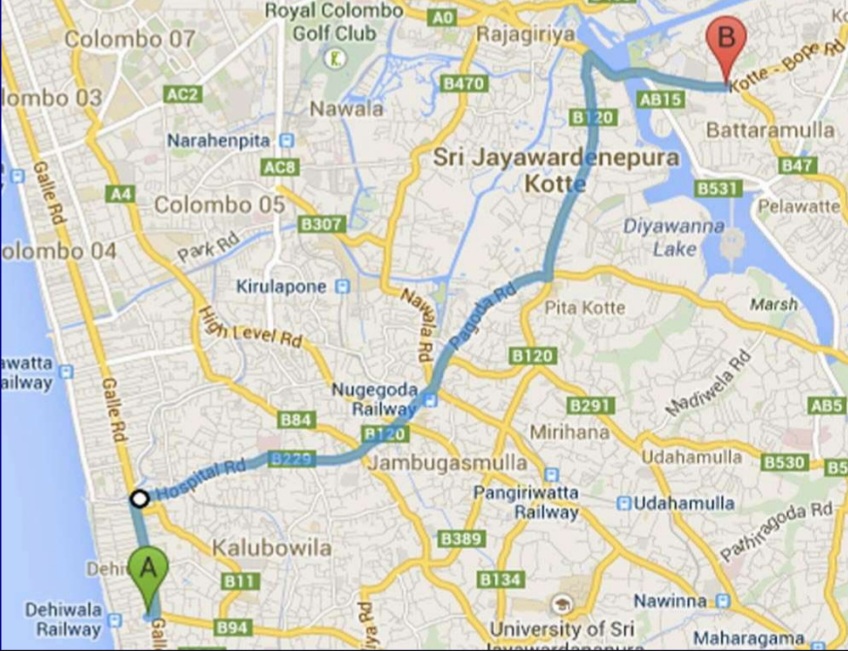 Royal Colombo
Golf Club
A0
Rajagiriya
B
Colombo 07
Kotte - Bope Rd
lombo 03
AC2
B470
AB15
Nawala
B120
Battaramulla
Narahenpita
Galle Rd
AC8
Sri Jayawardenepura
Kotte
B47
A4
B531
Colombo 05
Pelawatte
B307
Diyawanna
Lake
olombo 04
Park Rd
Kirulapone
Nawala Rd
Pagoda Rd
Pita Kotte
Marsh
High Level Rd
B120
awatta
ailway
Madiwela Rd
Galle Rd
Nugegoda
Railway
B84
B291
AB5
B120
Mirihana
Hospital Rd
B229
Jambugasmulla
Udahamulla
B530
B5
Pangiriwatta
Railway
Udahamulla
Pathiragoda Rd
Kalubowila
B389
Dehi
A
B11
B134
Dehiwala
Railway
Nawinna
B94
Galle
University of Sri
Jayawardenepura
Maharagama